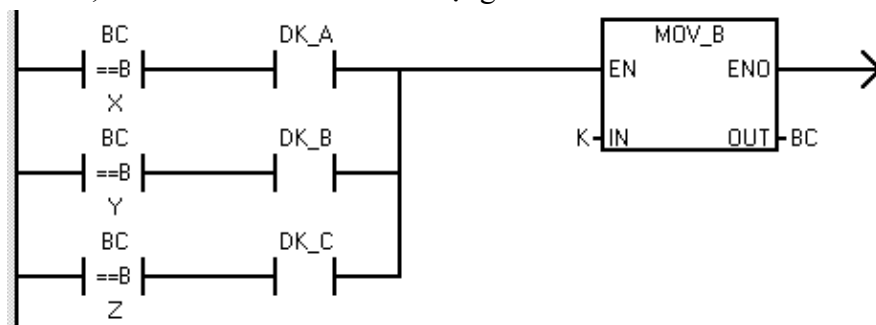 BC DK_A MOV_B
==B EN ENO
X
BC DK_B K IN OUT BC
==B
Y
BC DK_C
==B
Z